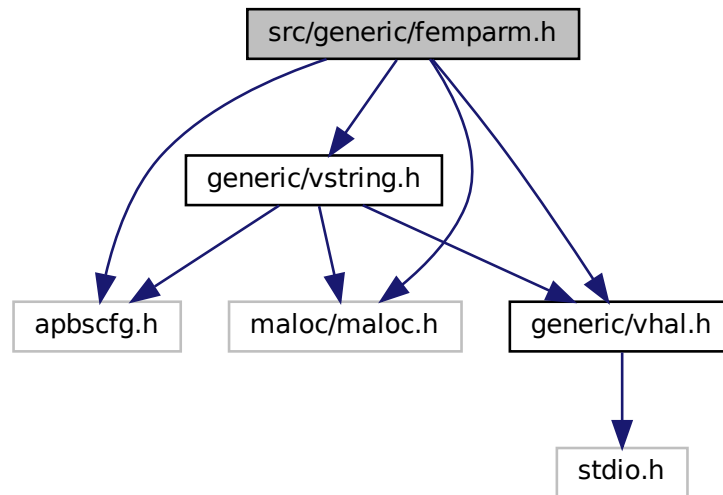 src/generic/femparm.h
generic/vstring.h
apbscfg.h
maloc/maloc.h
generic/vhal.h
stdio.h